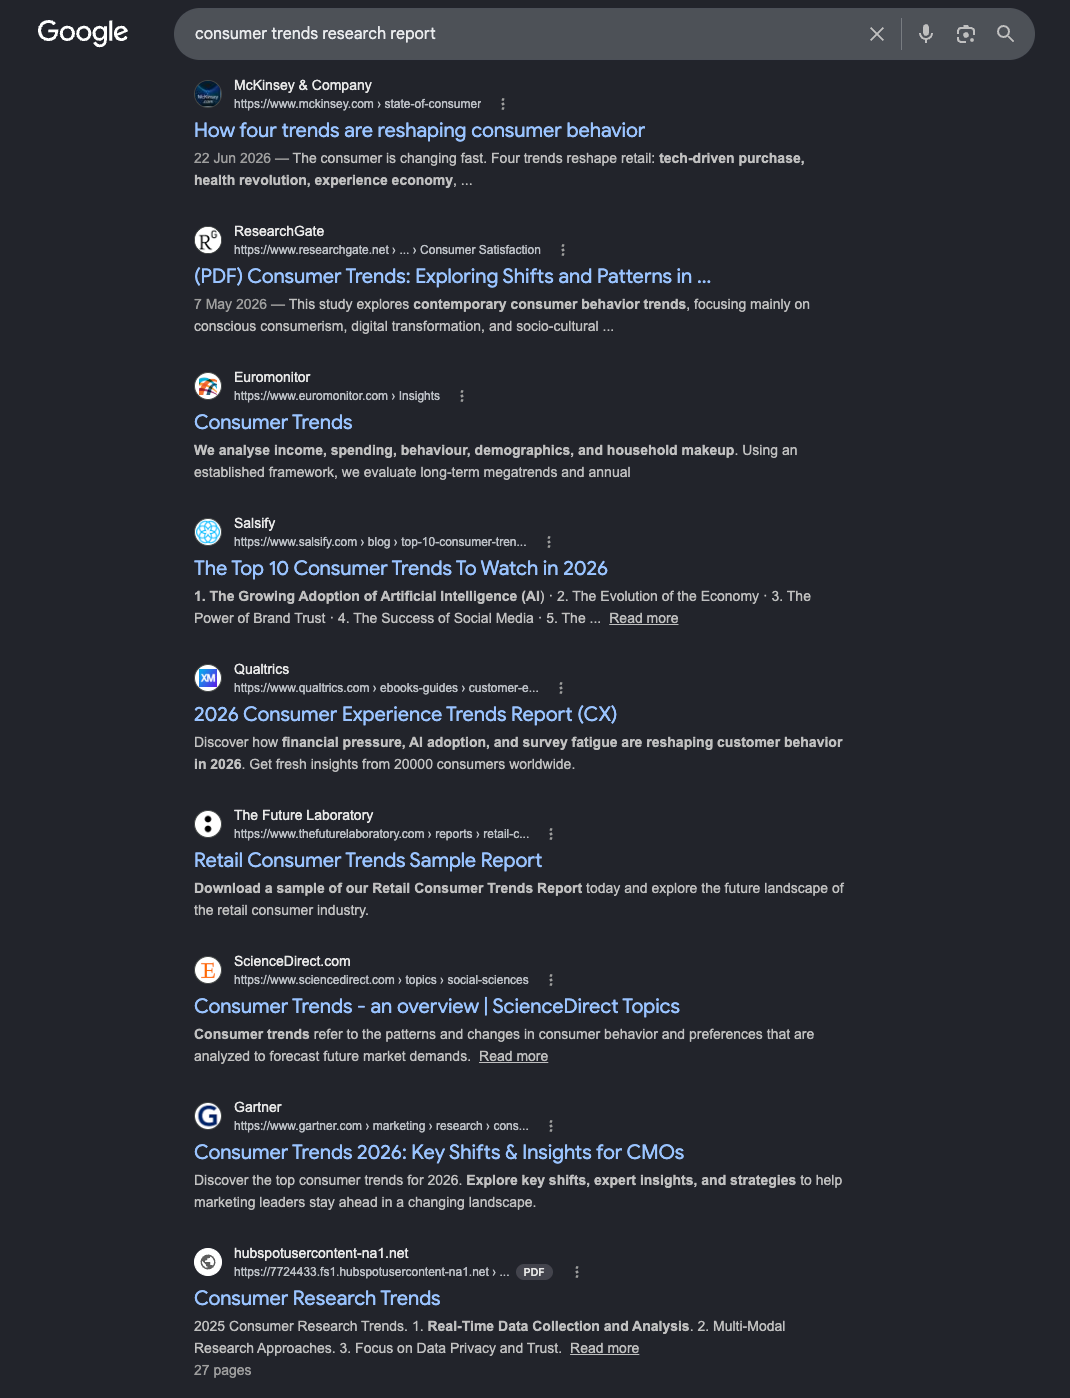 Google
consumer trends research report
McKinsey & Company
https://www.mckinsey.com › state-of-consumer
How four trends are reshaping consumer behavior
22 Jun 2026 — The consumer is changing fast. Four trends reshape retail: tech-driven purchase,
health revolution, experience economy, ...
ResearchGate
https://www.researchgate.net › ... › Consumer Satisfaction
(PDF) Consumer Trends: Exploring Shifts and Patterns in ...
7 May 2026 — This study explores contemporary consumer behavior trends, focusing mainly on
conscious consumerism, digital transformation, and socio-cultural ...
Euromonitor
https://www.euromonitor.com › Insights
Consumer Trends
We analyse income, spending, behaviour, demographics, and household makeup. Using an
established framework, we evaluate long-term megatrends and annual
Salsify
https://www.salsify.com › blog › top-10-consumer-tren...
The Top 10 Consumer Trends To Watch in 2026
1. The Growing Adoption of Artificial Intelligence (AI) · 2. The Evolution of the Economy · 3. The
Power of Brand Trust · 4. The Success of Social Media · 5. The ... Read more
XM
Qualtrics
https://www.qualtrics.com › ebooks-guides › customer-e...
2026 Consumer Experience Trends Report (CX)
Discover how financial pressure, AI adoption, and survey fatigue are reshaping customer behavior
in 2026. Get fresh insights from 20000 consumers worldwide.
The Future Laboratory
https://www.thefuturelaboratory.com › reports › retail-c...
Retail Consumer Trends Sample Report
Download a sample of our Retail Consumer Trends Report today and explore the future landscape of
the retail consumer industry.
ScienceDirect.com
https://www.sciencedirect.com › topics › social-sciences
Consumer Trends - an overview | ScienceDirect Topics
Consumer trends refer to the patterns and changes in consumer behavior and preferences that are
analyzed to forecast future market demands. Read more
Gartner
https://www.gartner.com › marketing › research › cons...
Consumer Trends 2026: Key Shifts & Insights for CMOs
Discover the top consumer trends for 2026. Explore key shifts, expert insights, and strategies to help
marketing leaders stay ahead in a changing landscape.
hubspotusercontent-na1.net
https://7724433.fs1.hubspotusercontent-na1.net › ... PDF
Consumer Research Trends
2025 Consumer Research Trends. 1. Real-Time Data Collection and Analysis. 2. Multi-Modal
Research Approaches. 3. Focus on Data Privacy and Trust. Read more
27 pages